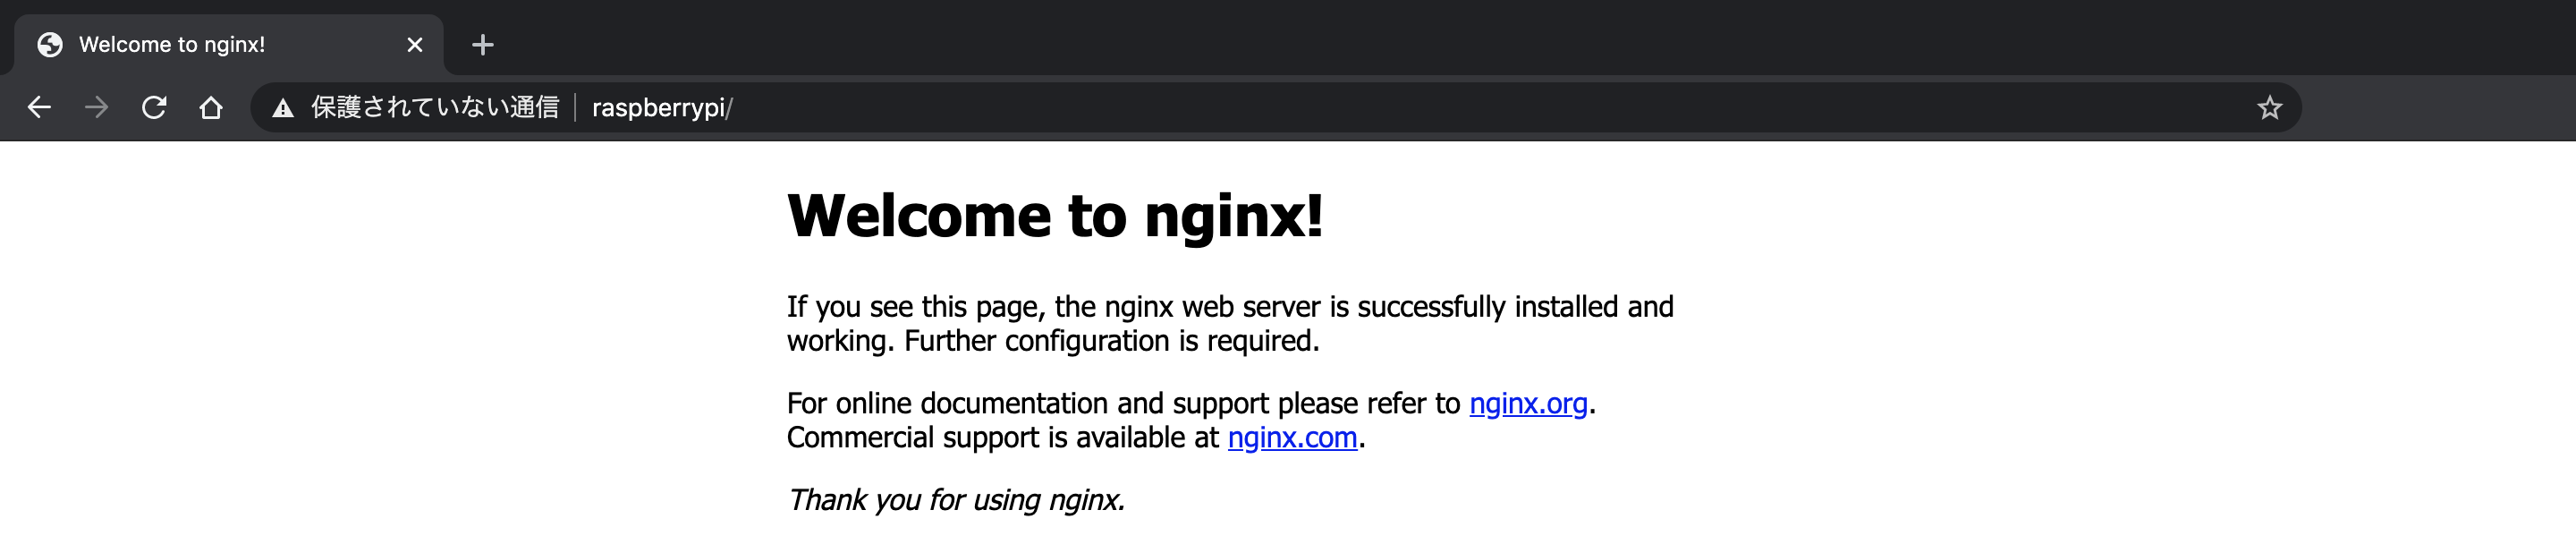 Welcome to nginx!
保護されていない通信 raspberrypi/
Welcome to nginx!
If you see this page, the nginx web server is successfully installed and
working. Further configuration is required.
For online documentation and support please refer to nginx.org.
Commercial support is available at nginx.com.
Thank you for using nginx.